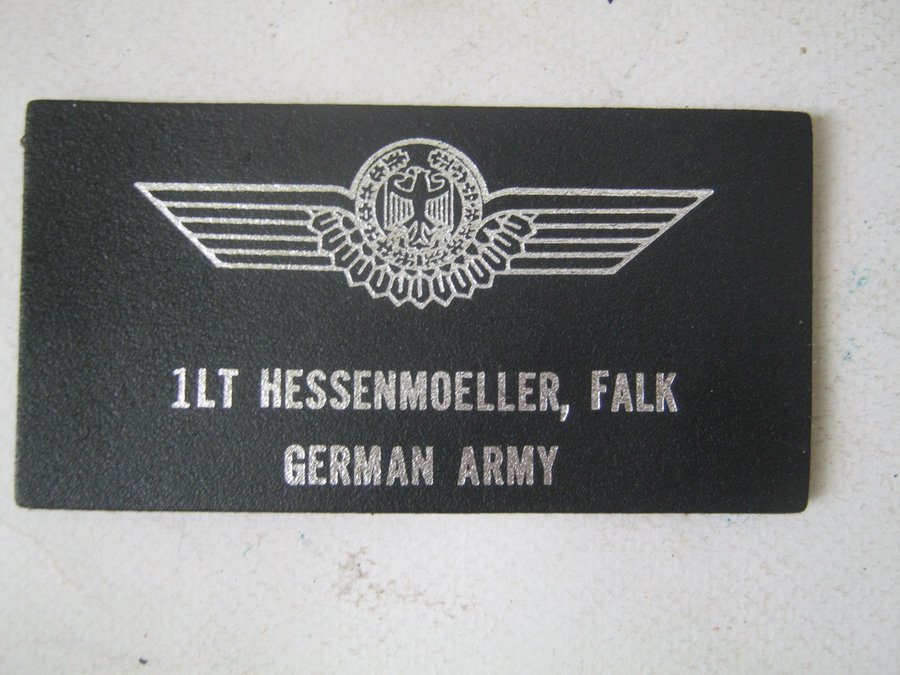 1LT HESSENMOELLER, FALK
GERMAN ARMY